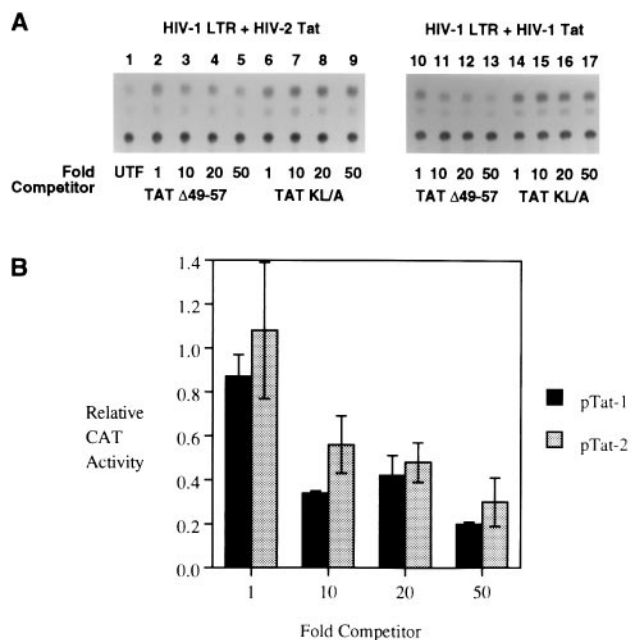 A
HIV-1 LTR + HIV-2 Tat
HIV-1 LTR + HIV-1 Tat
1 2 3 4 5 6 7 8 9
10 11 12 13 14 15 16 17
Fold Competitor
UTF 1 10 20 50 1 10 20 50
1 10 20 50 1 10 20 50
TAT Δ49-57 TAT KL/A
TAT Δ49-57 TAT KL/A
B
1.4
1.2
1.0
0.8
0.6
0.4
0.2
0.0
Relative
CAT
Activity
pTat-1
pTat-2
1 10 20 50
Fold Competitor